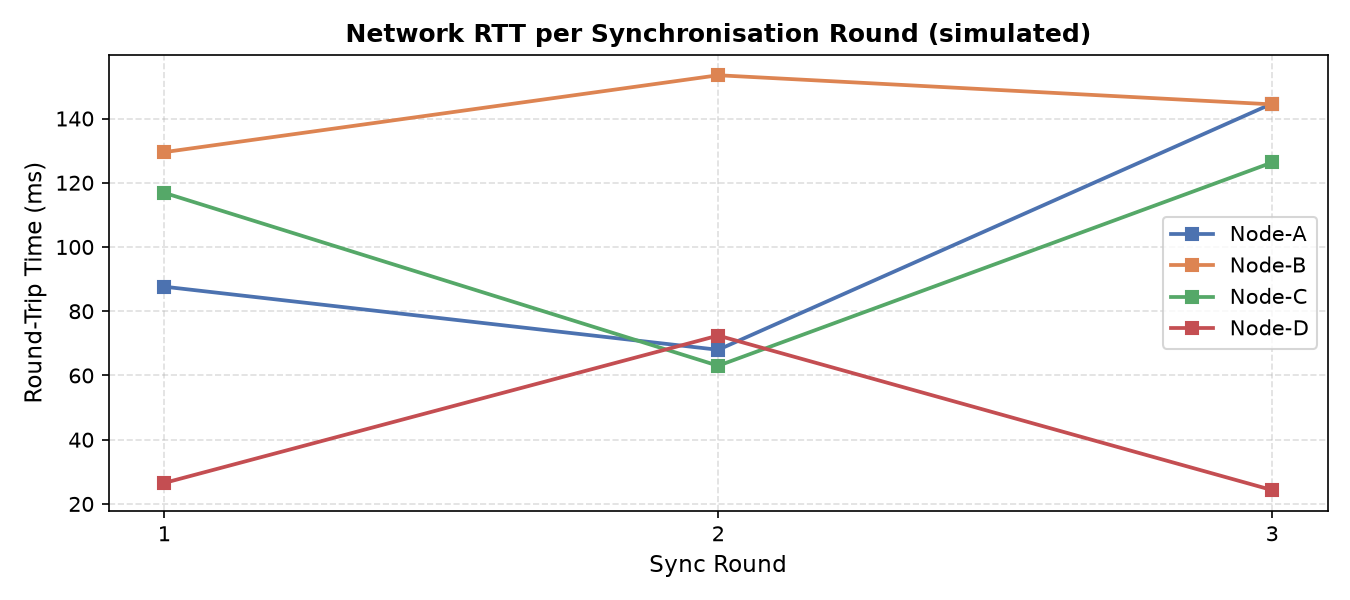 Network RTT per Synchronisation Round (simulated)
Round-Trip Time (ms)
140
120
100
80
60
40
20
Node-A
Node-B
Node-C
Node-D
1 2 3
Sync Round